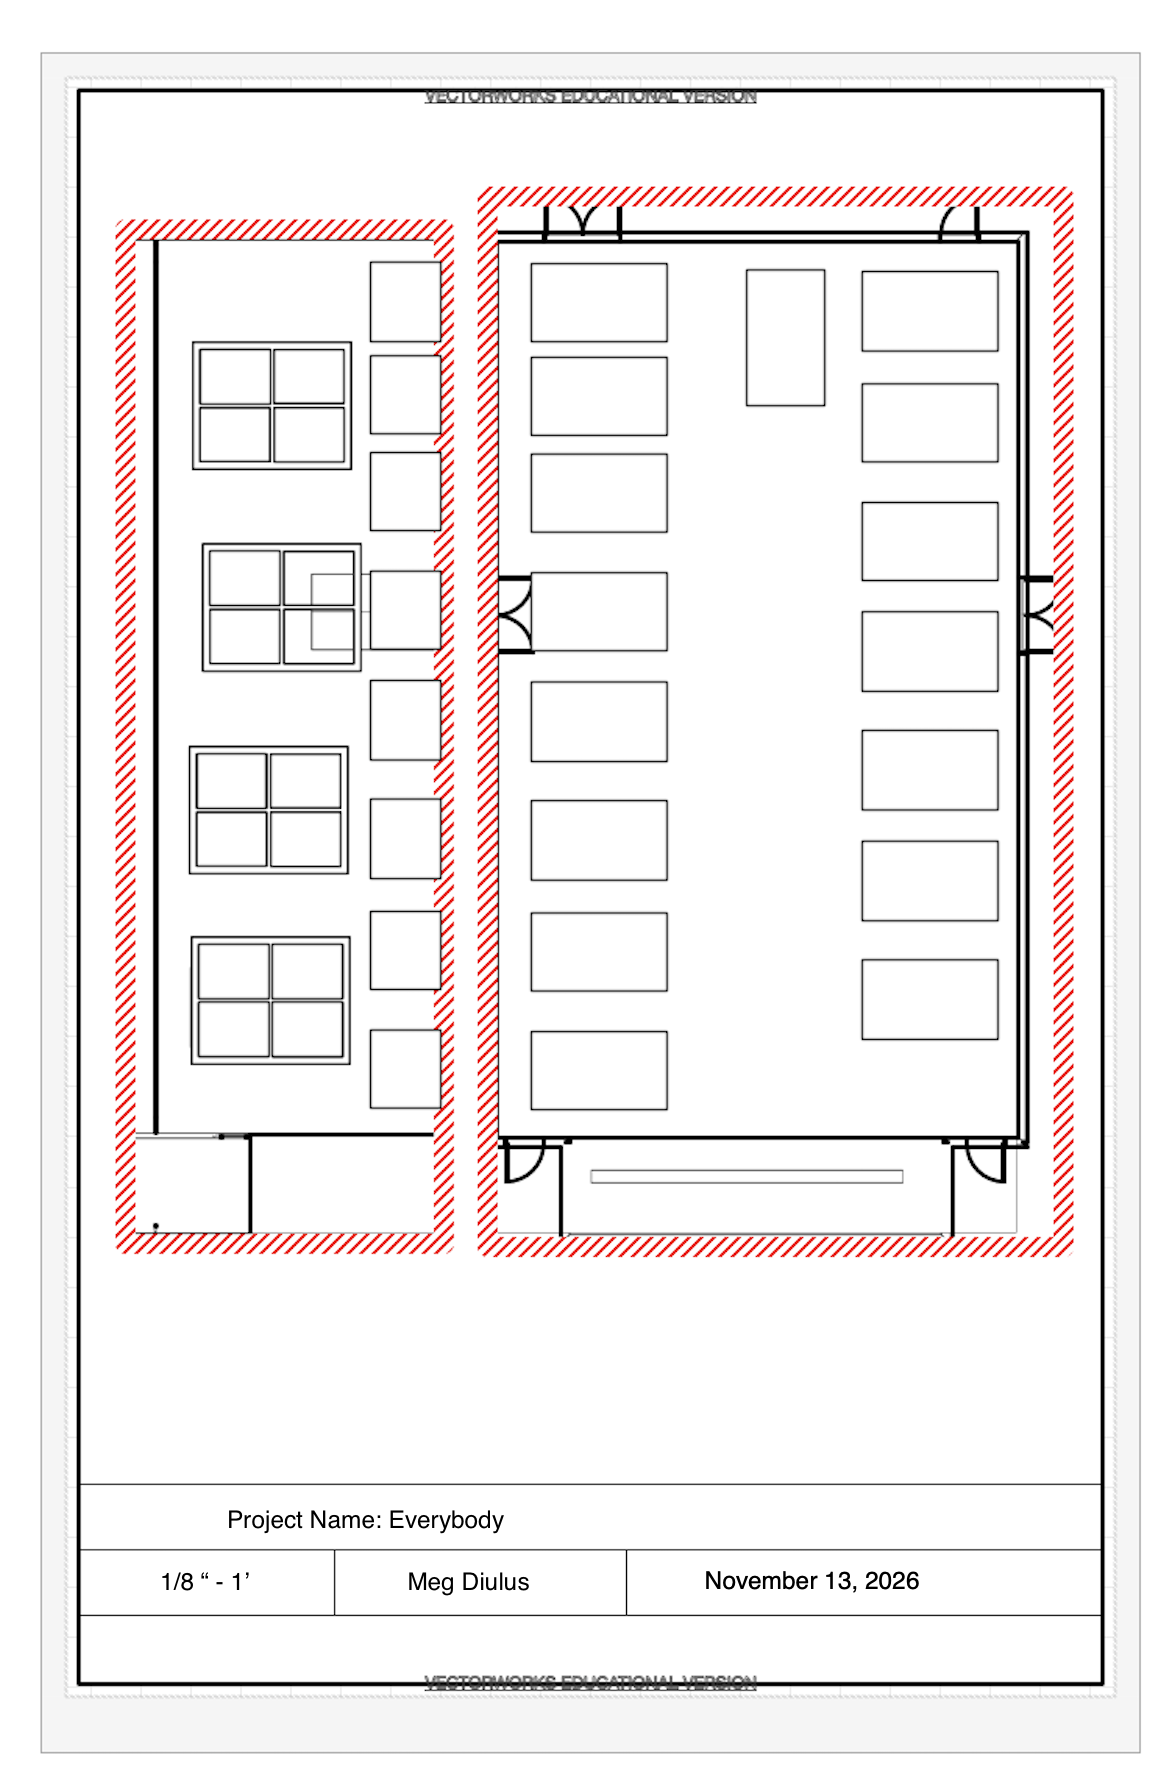 VECTORWORKS EDUCATIONAL VERSION
Project Name: Everybody
1/8 “ - 1’
Meg Diulus
November 13, 2026
VECTORWORKS EDUCATIONAL VERSION